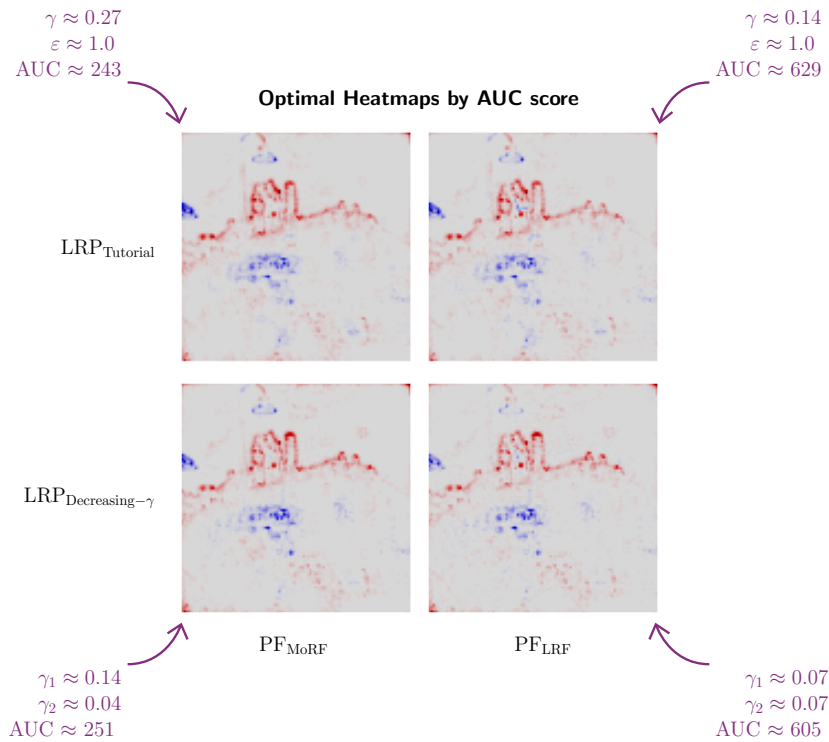 γ ≈ 0.27
ε ≈ 1.0
AUC ≈ 243
γ ≈ 0.14
ε ≈ 1.0
AUC ≈ 629
Optimal Heatmaps by AUC score
LRP_Tutorial
LRP_Decreasing−γ
PF_MoRF
PF_LRF
γ₁ ≈ 0.14
γ₂ ≈ 0.04
AUC ≈ 251
γ₁ ≈ 0.07
γ₂ ≈ 0.07
AUC ≈ 605